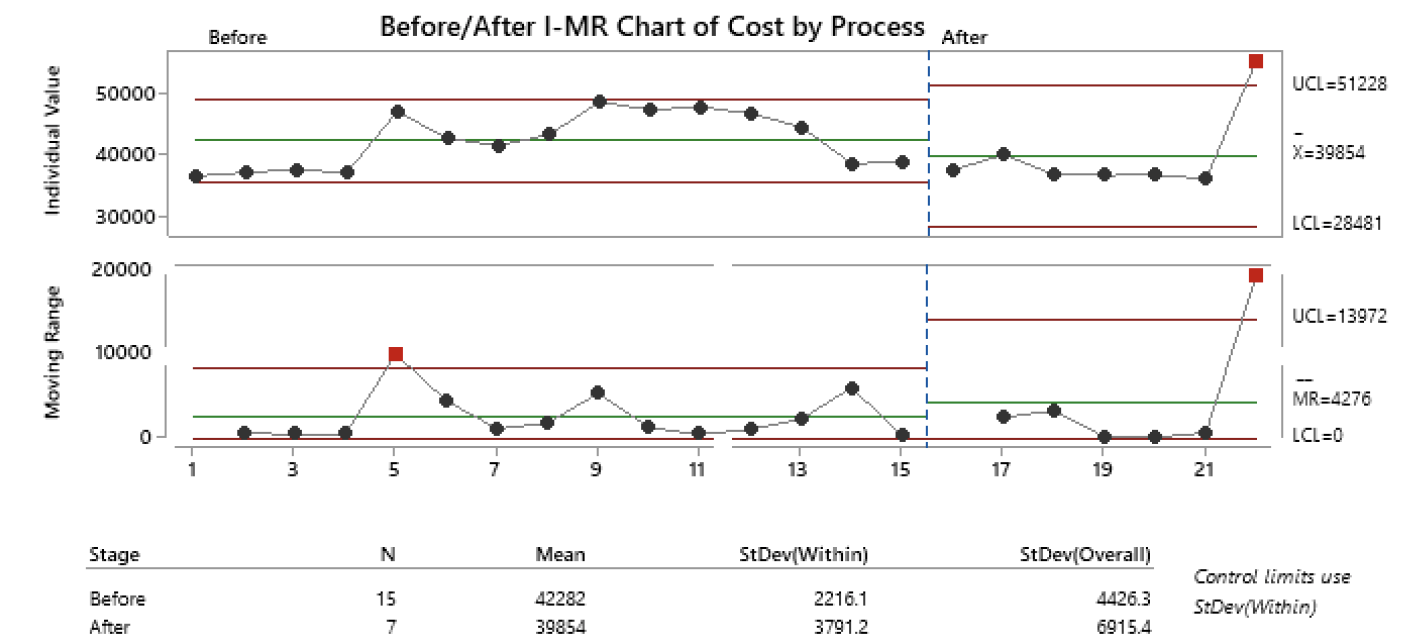 Before/After I-MR Chart of Cost by Process
Before
After
Individual Value
50000
40000
30000
UCL=51228
_
X=39854
LCL=28481
Moving Range
20000
10000
0
UCL=13972
__
MR=4276
LCL=0
1 3 5 7 9 11 13 15 17 19 21
Stage N Mean StDev(Within) StDev(Overall)
Before 15 42282 2216.1 4426.3
After 7 39854 3791.2 6915.4
Control limits use
StDev(Within)